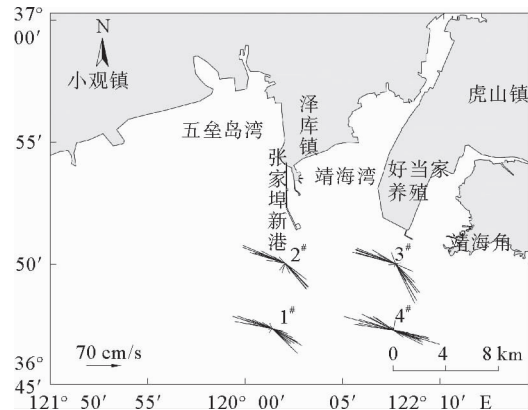 37°
00′
N
小观镇
虎山镇
泽库镇
五垒岛湾
55′
张家埠新港
靖海湾
好当家
养殖
靖海角
50′
2#
3#
1#
4#
70 cm/s
0 4 8 km
36°
45′
121° 50′ 55′ 120° 00′ 05′ 122° 10′ E